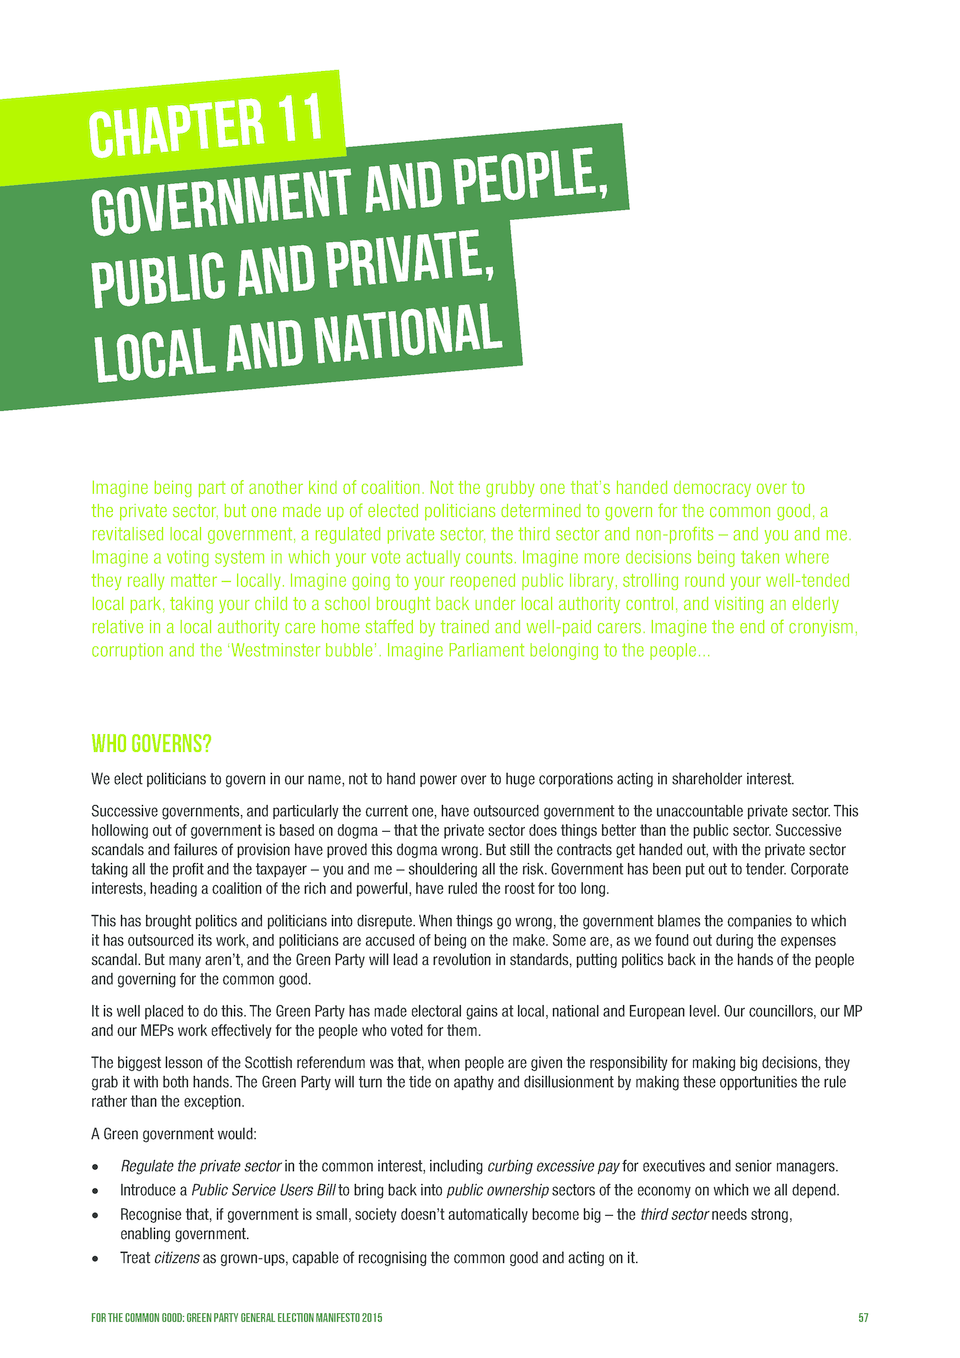 CHAPTER 11
GOVERNMENT AND PEOPLE,
PUBLIC AND PRIVATE,
LOCAL AND NATIONAL
Imagine being part of another kind of coalition. Not the grubby one that's handed democracy over to
the private sector, but one made up of elected politicians determined to govern for the common good, a
revitalised local government, a regulated private sector, the third sector and non-profits – and you and me.
Imagine a voting system in which your vote actually counts. Imagine more decisions being taken where
they really matter – locally. Imagine going to your reopened public library, strolling round your well-tended
local park, taking your child to a school brought back under local authority control, and visiting an elderly
relative in a local authority care home staffed by trained and well-paid carers. Imagine the end of cronyism,
corruption and the ‘Westminster bubble’. Imagine Parliament belonging to the people...
WHO GOVERNS?
We elect politicians to govern in our name, not to hand power over to huge corporations acting in shareholder interest.
Successive governments, and particularly the current one, have outsourced government to the unaccountable private sector. This
hollowing out of government is based on dogma – that the private sector does things better than the public sector. Successive
scandals and failures of provision have proved this dogma wrong. But still the contracts get handed out, with the private sector
taking all the profit and the taxpayer – you and me – shouldering all the risk. Government has been put out to tender. Corporate
interests, heading a coalition of the rich and powerful, have ruled the roost for too long.
This has brought politics and politicians into disrepute. When things go wrong, the government blames the companies to which
it has outsourced its work, and politicians are accused of being on the make. Some are, as we found out during the expenses
scandal. But many aren't, and the Green Party will lead a revolution in standards, putting politics back in the hands of the people
and governing for the common good.
It is well placed to do this. The Green Party has made electoral gains at local, national and European level. Our councillors, our MP
and our MEPs work effectively for the people who voted for them.
The biggest lesson of the Scottish referendum was that, when people are given the responsibility for making big decisions, they
grab it with both hands. The Green Party will turn the tide on apathy and disillusionment by making these opportunities the rule
rather than the exception.
A Green government would:
• Regulate the private sector in the common interest, including curbing excessive pay for executives and senior managers.
• Introduce a Public Service Users Bill to bring back into public ownership sectors of the economy on which we all depend.
• Recognise that, if government is small, society doesn't automatically become big – the third sector needs strong,
enabling government.
• Treat citizens as grown-ups, capable of recognising the common good and acting on it.
FOR THE COMMON GOOD: GREEN PARTY GENERAL ELECTION MANIFESTO 2015 57